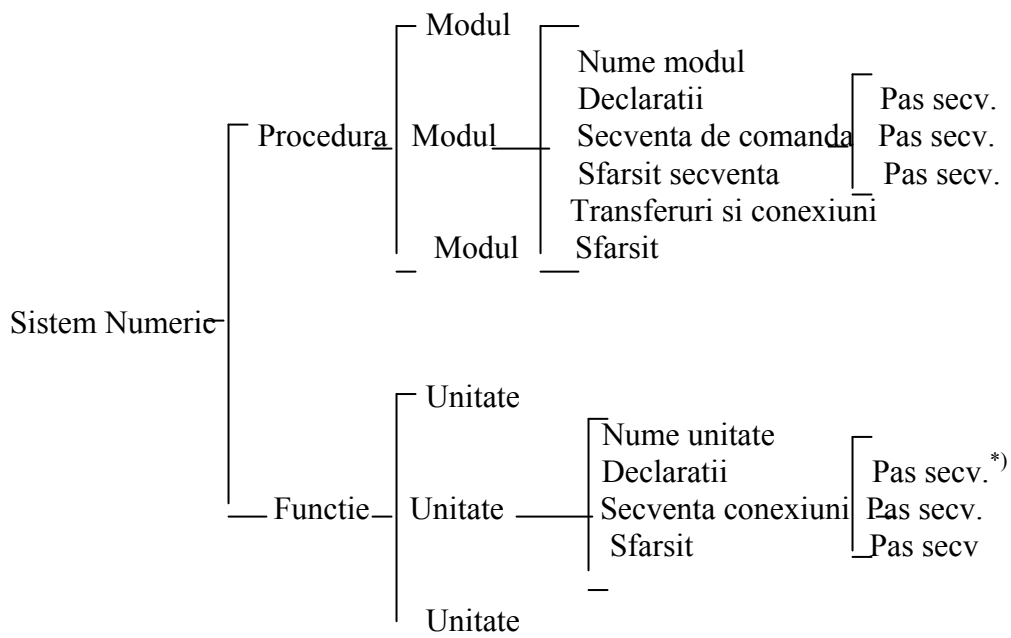 Modul
Nume modul
Declaratii Pas secv.
Procedura Modul Secventa de comanda Pas secv.
Sfarsit secventa Pas secv.
Transferuri si conexiuni
Modul Sfarsit
Sistem Numeric
Unitate
Nume unitate
Declaratii Pas secv.*)
Functie Unitate Secventa conexiuni Pas secv.
Sfarsit Pas secv
Unitate